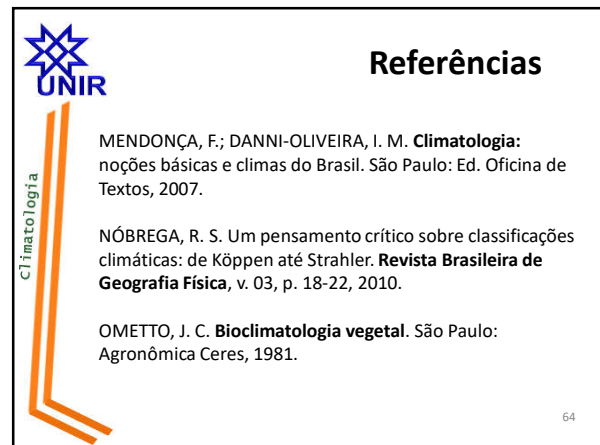 UNIR
Referências
Climatologia
MENDONÇA, F.; DANNI-OLIVEIRA, I. M. Climatologia:
noções básicas e climas do Brasil. São Paulo: Ed. Oficina de
Textos, 2007.
NÓBREGA, R. S. Um pensamento crítico sobre classificações
climáticas: de Köppen até Strahler. Revista Brasileira de
Geografia Física, v. 03, p. 18-22, 2010.
OMETTO, J. C. Bioclimatologia vegetal. São Paulo:
Agronômica Ceres, 1981.
64